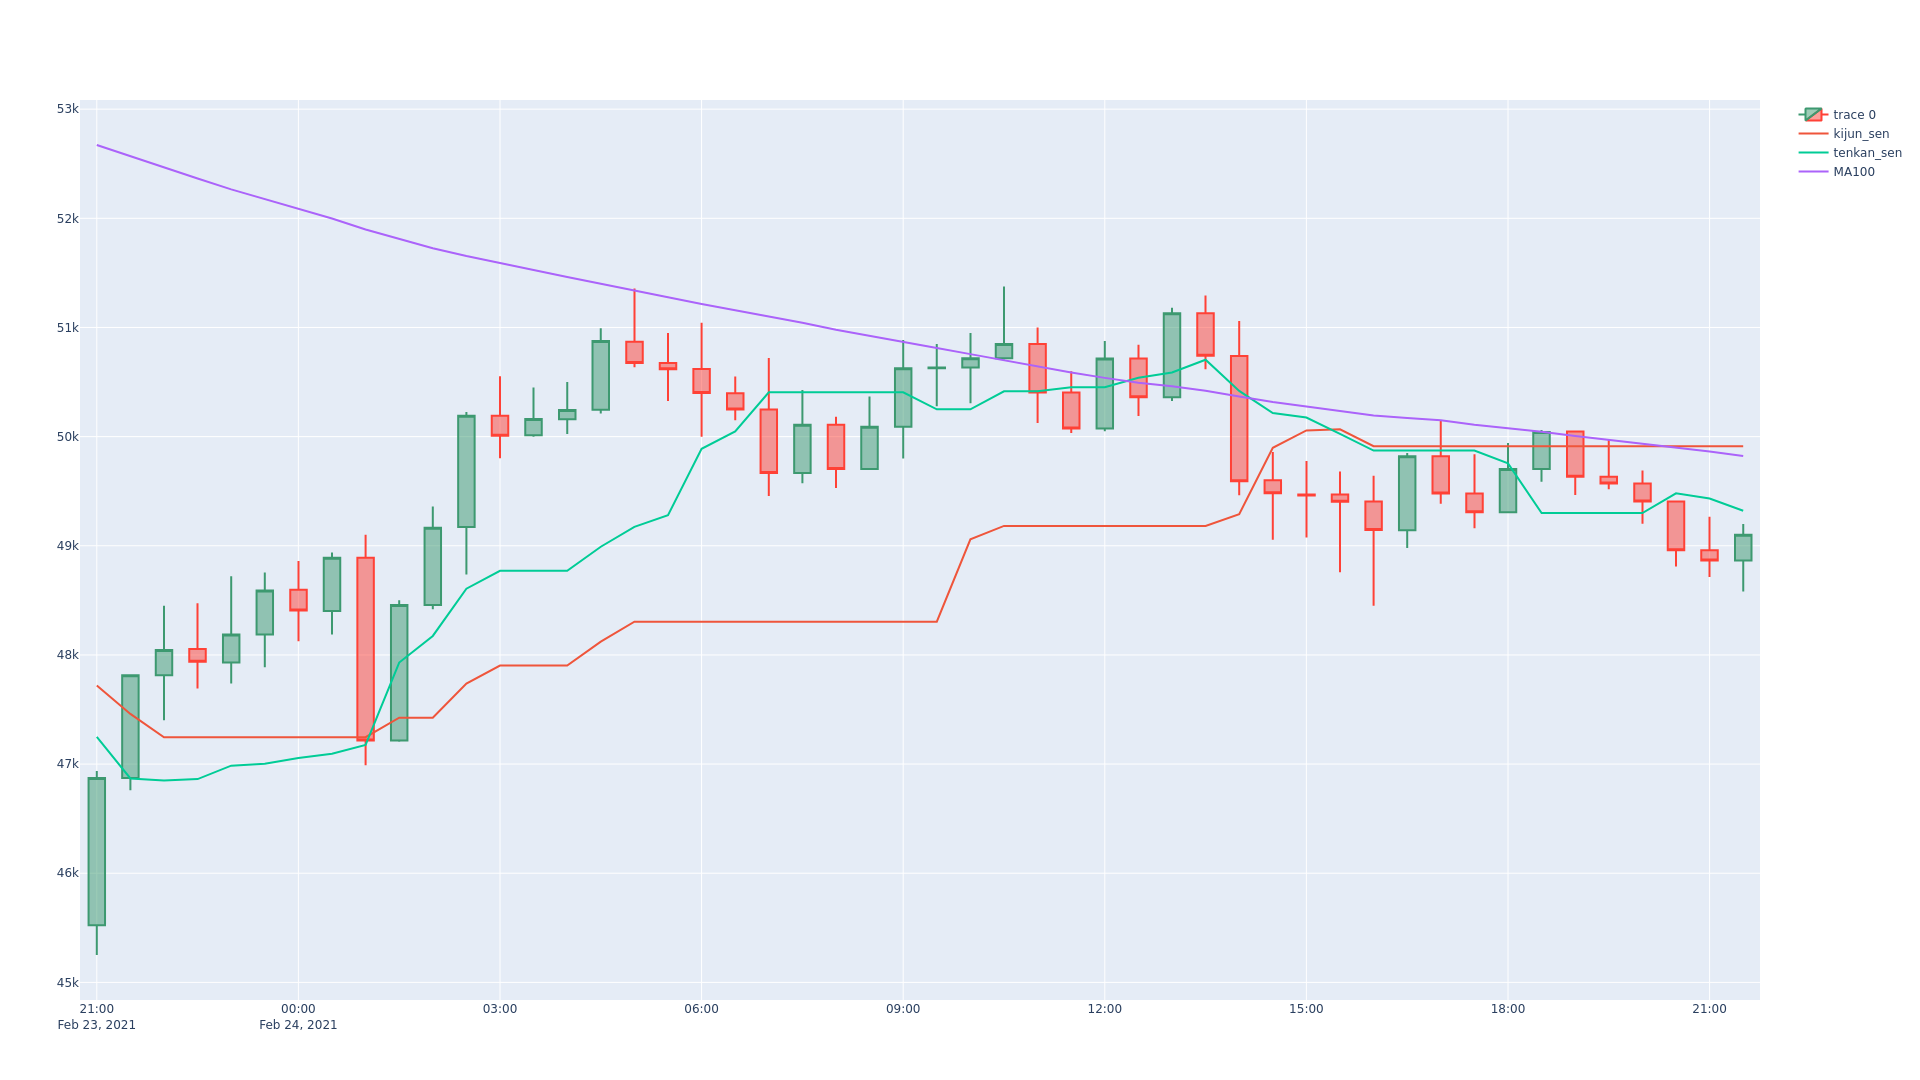 53k
52k
51k
50k
49k
48k
47k
46k
45k
21:00
Feb 23, 2021
00:00
Feb 24, 2021
03:00
06:00
09:00
12:00
15:00
18:00
21:00
trace 0
kijun_sen
tenkan_sen
MA100